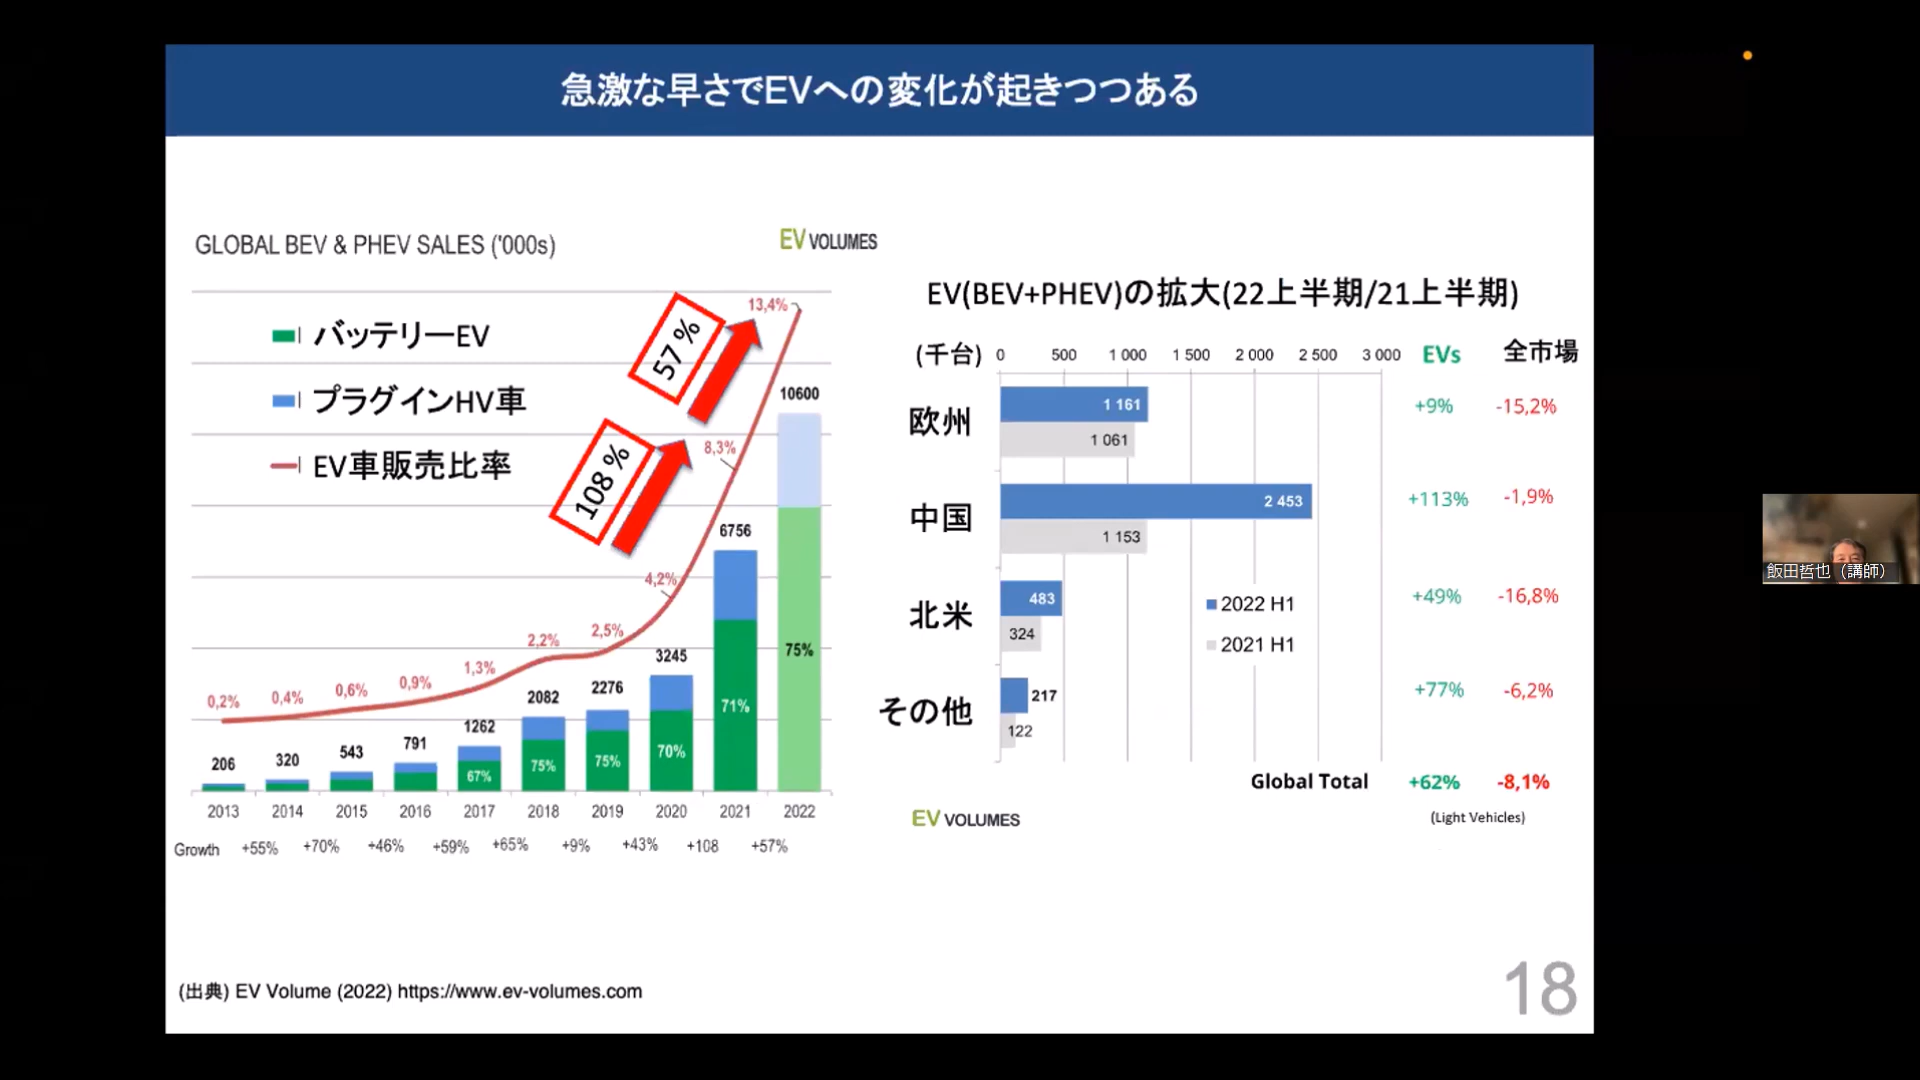 急激な早さでEVへの変化が起きつつある
GLOBAL BEV & PHEV SALES ('000s)
EV VOLUMES
バッテリーEV
プラグインHV車
EV車販売比率
108 %
57 %
0,2%
0,4%
0,6%
0,9%
1,3%
2,2%
2,5%
4,2%
8,3%
13,4%
206
320
543
791
1262
2082
2276
3245
6756
10600
67%
75%
75%
70%
71%
75%
2013 2014 2015 2016 2017 2018 2019 2020 2021 2022
Growth +55% +70% +46% +59% +65% +9% +43% +108 +57%
EV(BEV+PHEV)の拡大(22上半期/21上半期)
(千台) 0 500 1 000 1 500 2 000 2 500 3 000 EVs 全市場
欧州 1 161 1 061 +9% -15,2%
中国 2 453 1 153 +113% -1,9%
北米 483 324 +49% -16,8%
その他 217 122 +77% -6,2%
2022 H1
2021 H1
Global Total +62% -8,1%
(Light Vehicles)
EV VOLUMES
(出典) EV Volume (2022) https://www.ev-volumes.com
18
飯田哲也（講師）